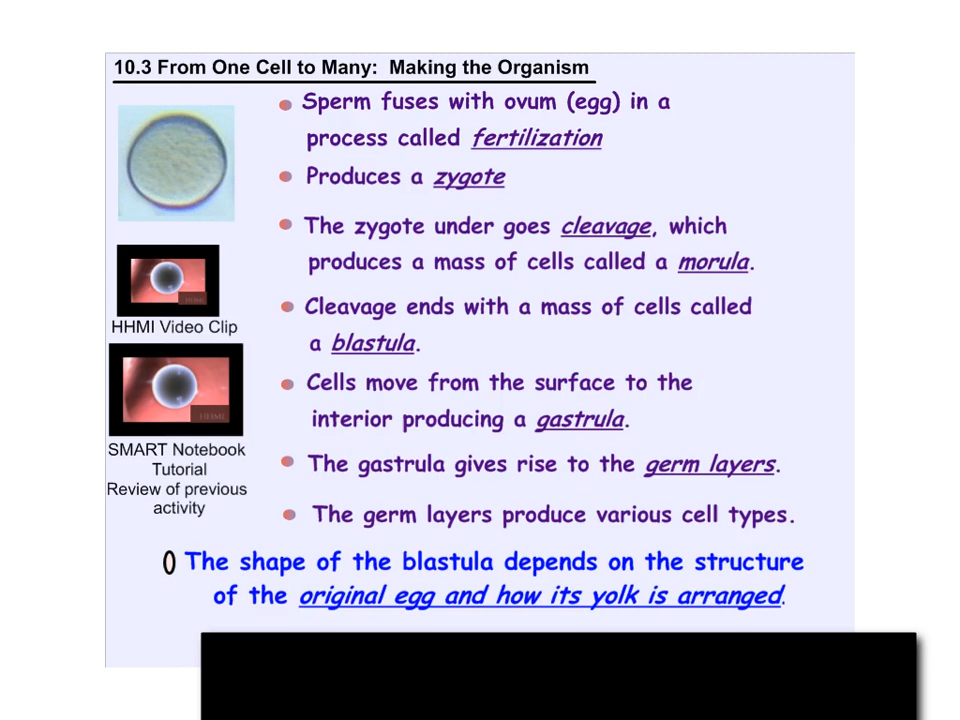 10.3 From One Cell to Many: Making the Organism
Sperm fuses with ovum (egg) in a
process called fertilization
Produces a zygote
The zygote under goes cleavage, which
produces a mass of cells called a morula.
Cleavage ends with a mass of cells called
a blastula.
Cells move from the surface to the
interior producing a gastrula.
The gastrula gives rise to the germ layers.
The germ layers produce various cell types.
HHMI
HHMI Video Clip
HHMI
SMART Notebook
Tutorial
Review of previous
activity
The shape of the blastula depends on the structure
of the original egg and how its yolk is arranged.